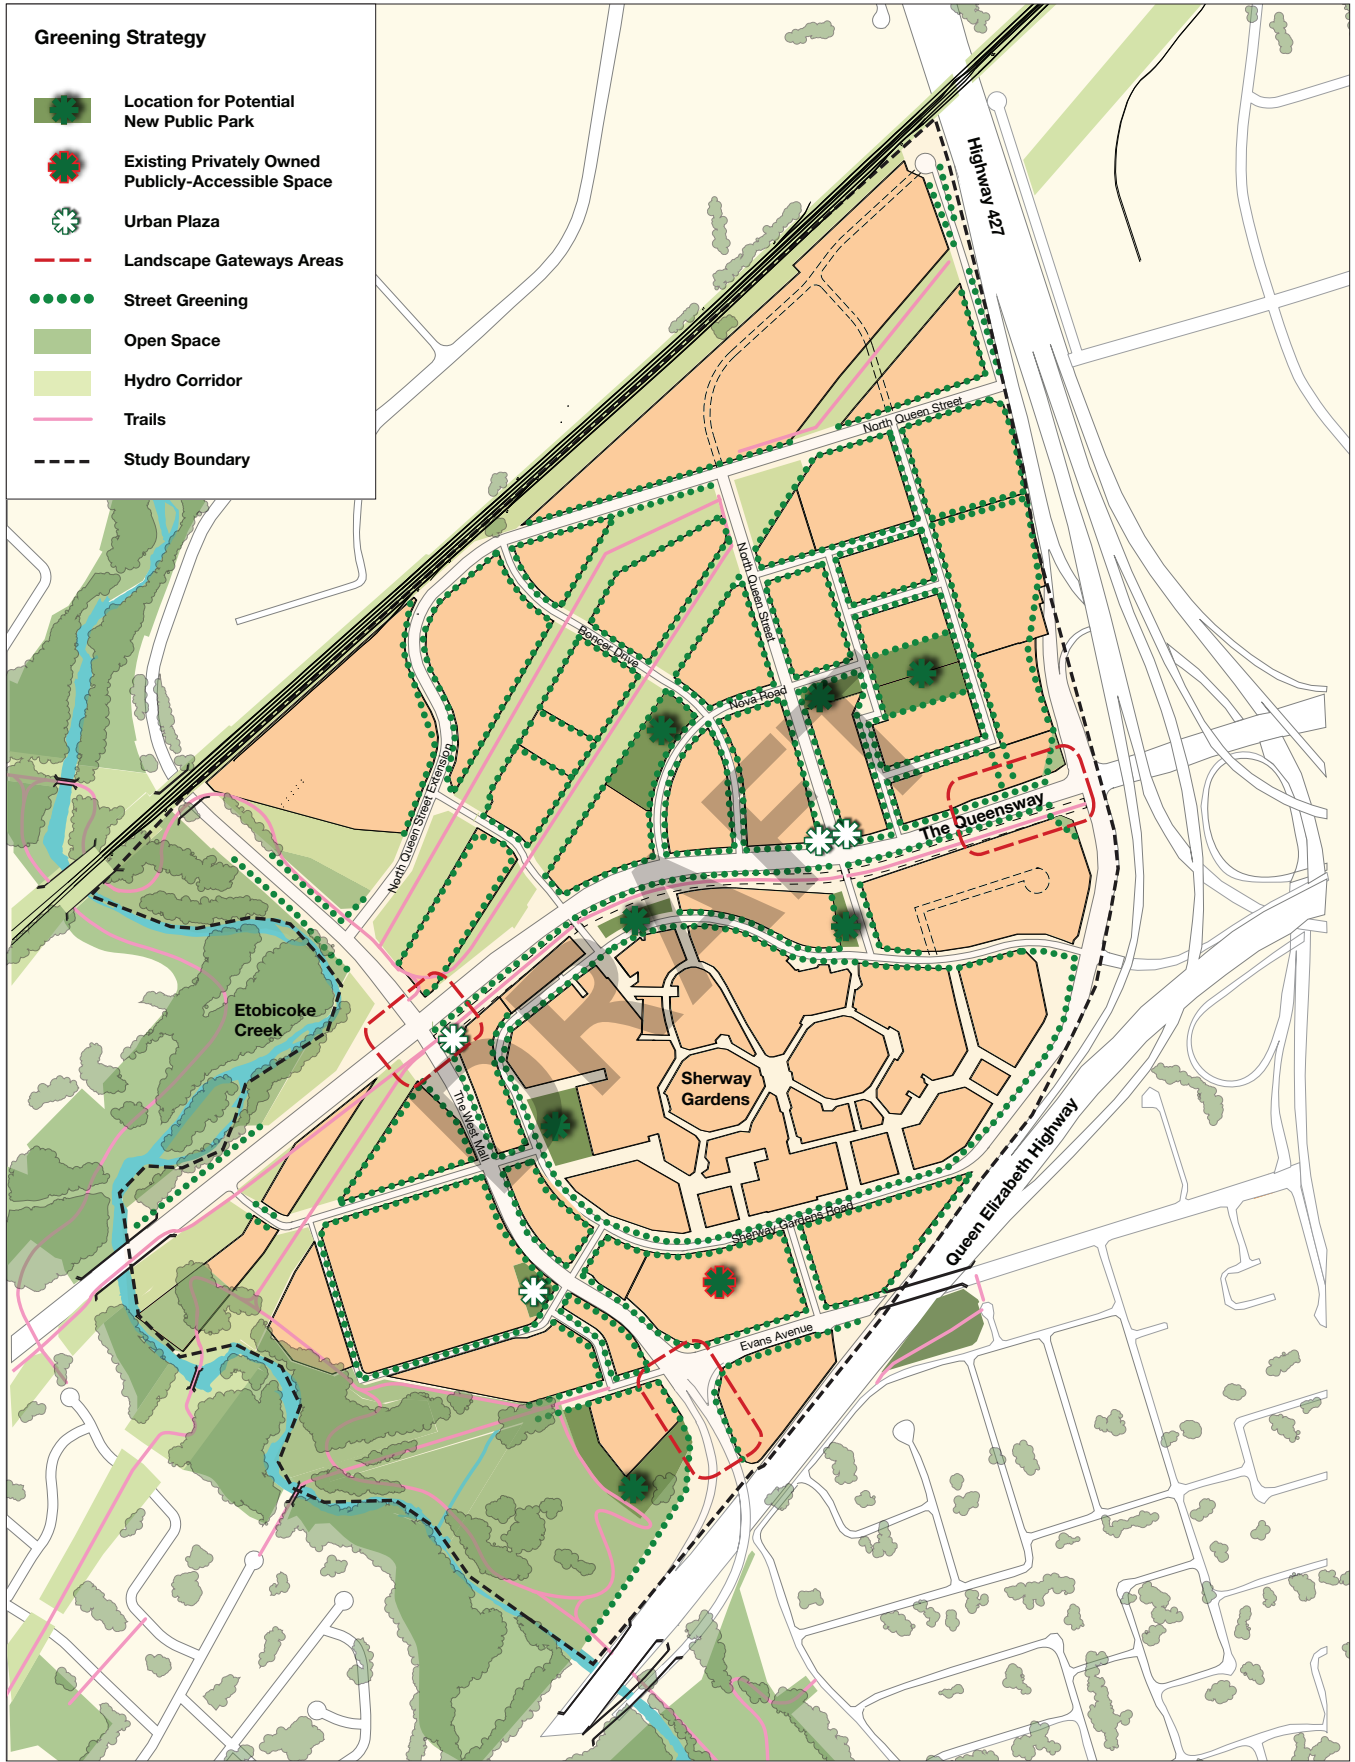 Greening Strategy
Location for Potential
New Public Park
Existing Privately Owned
Publicly-Accessible Space
Urban Plaza
Landscape Gateways Areas
Street Greening
Open Space
Hydro Corridor
Trails
Study Boundary
Highway 427
North Queen Street
North Queen Street
Boncer Drive
Nova Road
North Queen Street Extension
The Queensway
DRAFT
Etobicoke
Creek
Sherway
Gardens
The West Mall
Sherway Gardens Road
Queen Elizabeth Highway
Evans Avenue